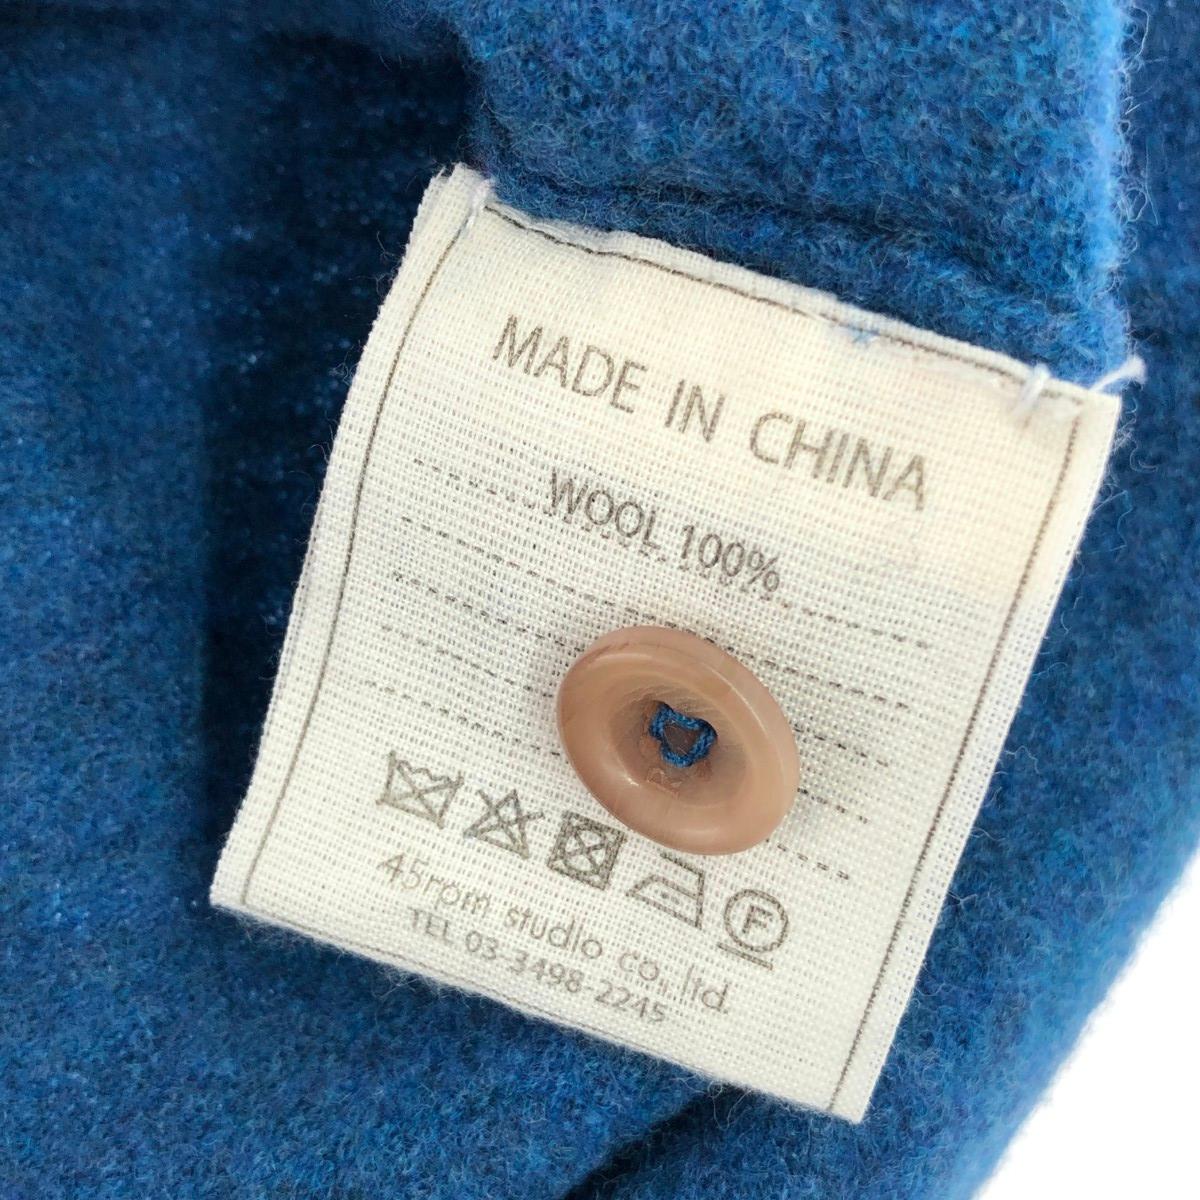 MADE IN CHINA
WOOL 100%
F
45rpm studio co., ltd.
TEL 03-3498-2245